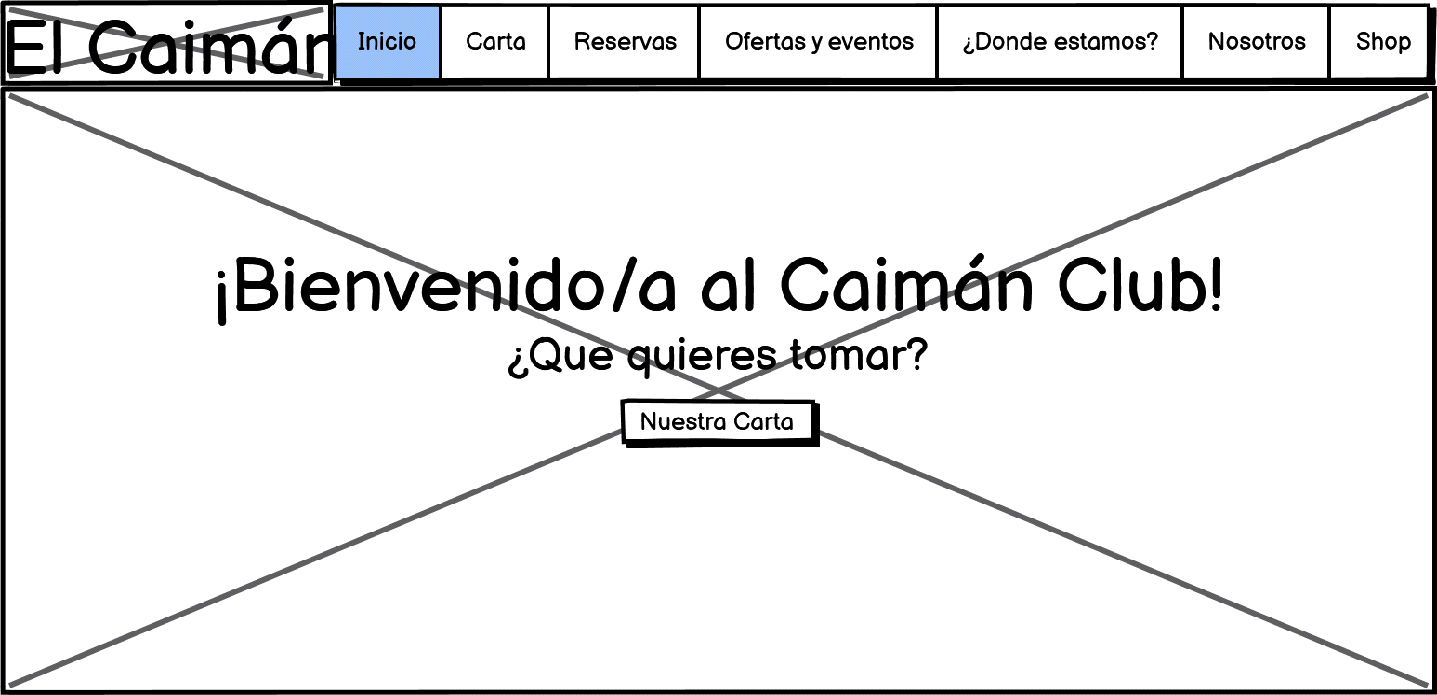 El Caimán
Inicio
Carta
Reservas
Ofertas y eventos
¿Donde estamos?
Nosotros
Shop
¡Bienvenido/a al Caimán Club!
¿Que quieres tomar?
Nuestra Carta